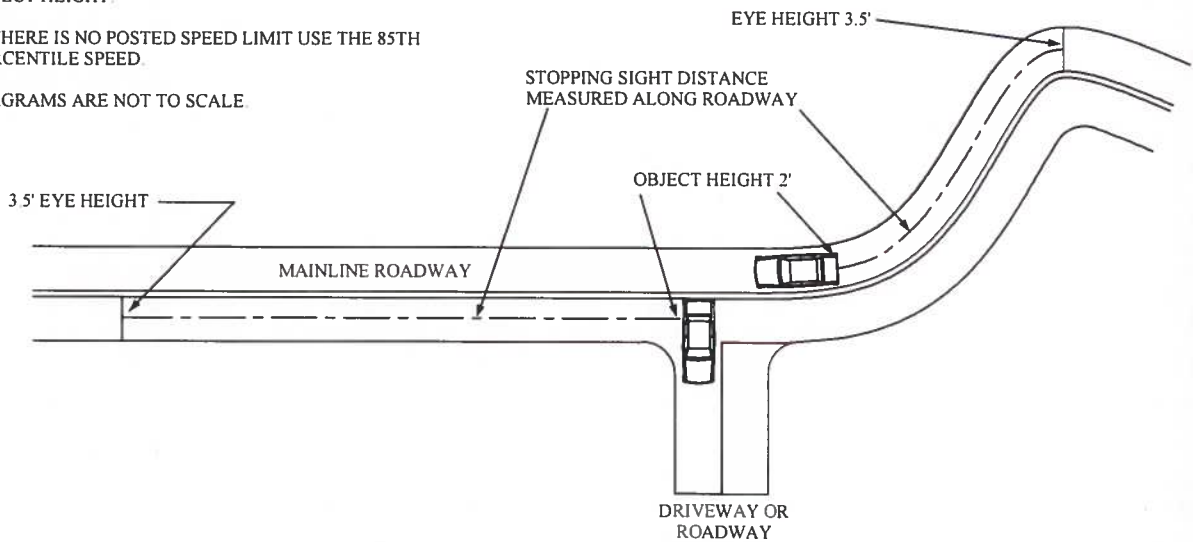 HERE IS NO POSTED SPEED LIMIT USE THE 85TH
RCENTILE SPEED.
GRAMS ARE NOT TO SCALE.
EYE HEIGHT 3.5'
STOPPING SIGHT DISTANCE
MEASURED ALONG ROADWAY
OBJECT HEIGHT 2'
3 5' EYE HEIGHT
MAINLINE ROADWAY
DRIVEWAY OR
ROADWAY